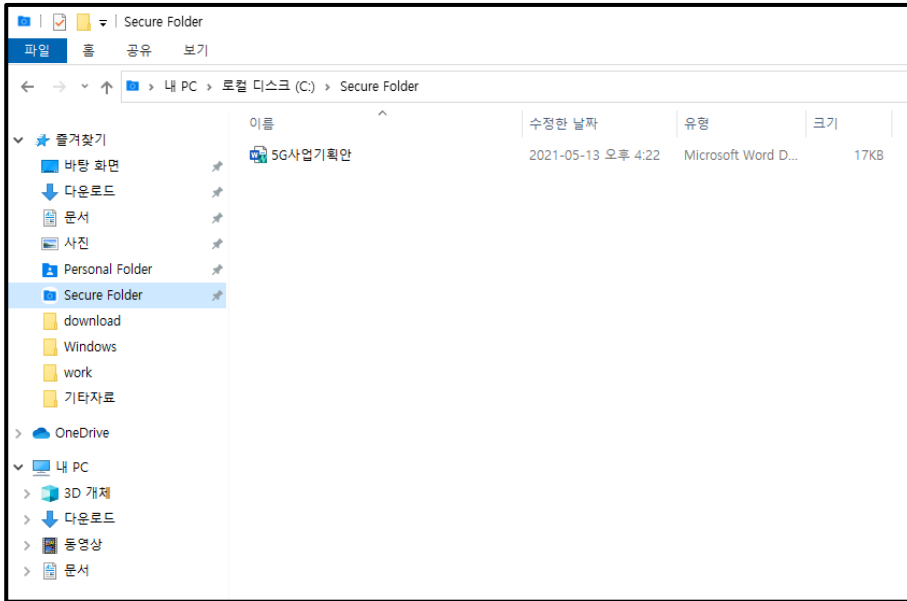 Secure Folder
파일 홈 공유 보기
내 PC > 로컬 디스크 (C:) > Secure Folder
이름 수정한 날짜 유형 크기
5G사업기획안 2021-05-13 오후 4:22 Microsoft Word D... 17KB
즐겨찾기
바탕 화면
다운로드
문서
사진
Personal Folder
Secure Folder
download
Windows
work
기타자료
OneDrive
내 PC
3D 개체
다운로드
동영상
문서